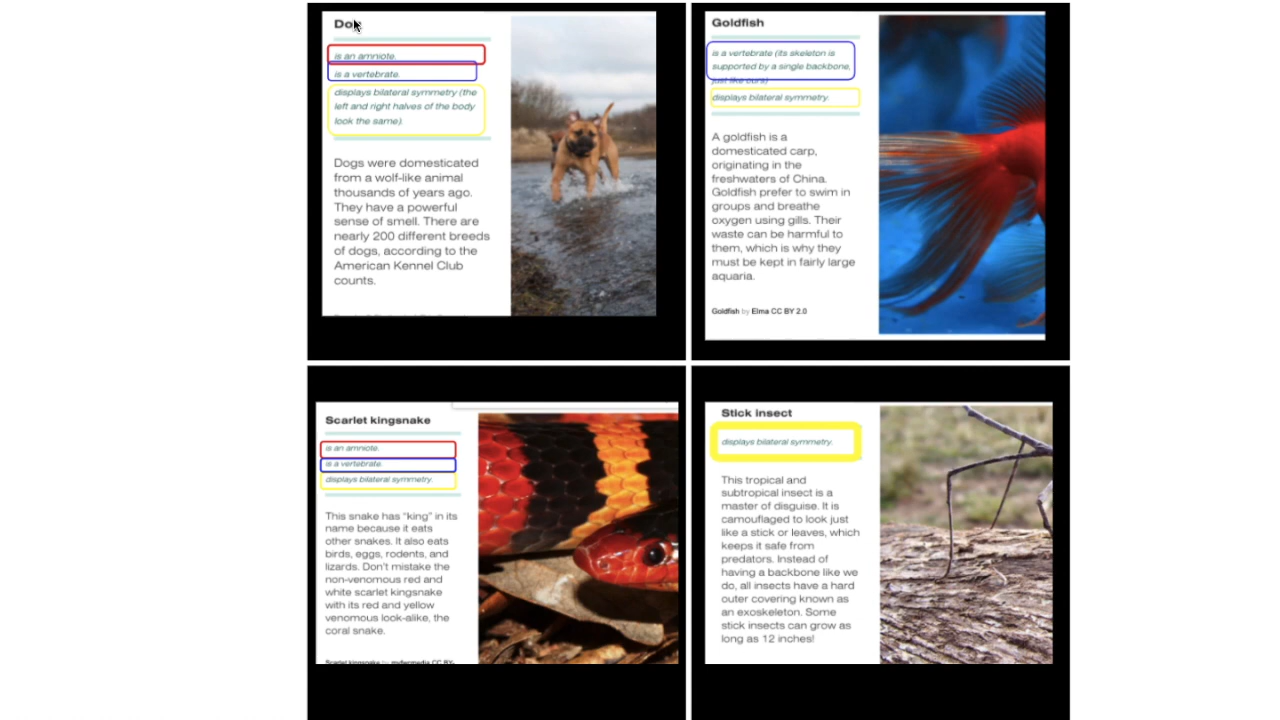 Dog
is an amniote.
is a vertebrate.
displays bilateral symmetry (the
left and right halves of the body
look the same).
Dogs were domesticated
from a wolf-like animal
thousands of years ago.
They have a powerful
sense of smell. There are
nearly 200 different breeds
of dogs, according to the
American Kennel Club
counts.
Goldfish
is a vertebrate (its skeleton is
supported by a single backbone,
just like ours)
displays bilateral symmetry.
A goldfish is a
domesticated carp,
originating in the
freshwaters of China.
Goldfish prefer to swim in
groups and breathe
oxygen using gills. Their
waste can be harmful to
them, which is why they
must be kept in fairly large
aquaria.
Goldfish by Elma CC BY 2.0
Scarlet kingsnake
is an amniote.
is a vertebrate.
displays bilateral symmetry.
This snake has "king" in its
name because it eats
other snakes. It also eats
birds, eggs, rodents, and
lizards. Don't mistake the
non-venomous red and
white scarlet kingsnake
with its red and yellow
venomous look-alike, the
coral snake.
Scarlet kingsnake by CC BY-
Stick insect
displays bilateral symmetry.
This tropical and
subtropical insect is a
master of disguise. It is
camouflaged to look just
like a stick or leaves, which
keeps it safe from
predators. Instead of
having a backbone like we
do, all insects have a hard
outer covering known as
an exoskeleton. Some
stick insects can grow as
long as 12 inches!